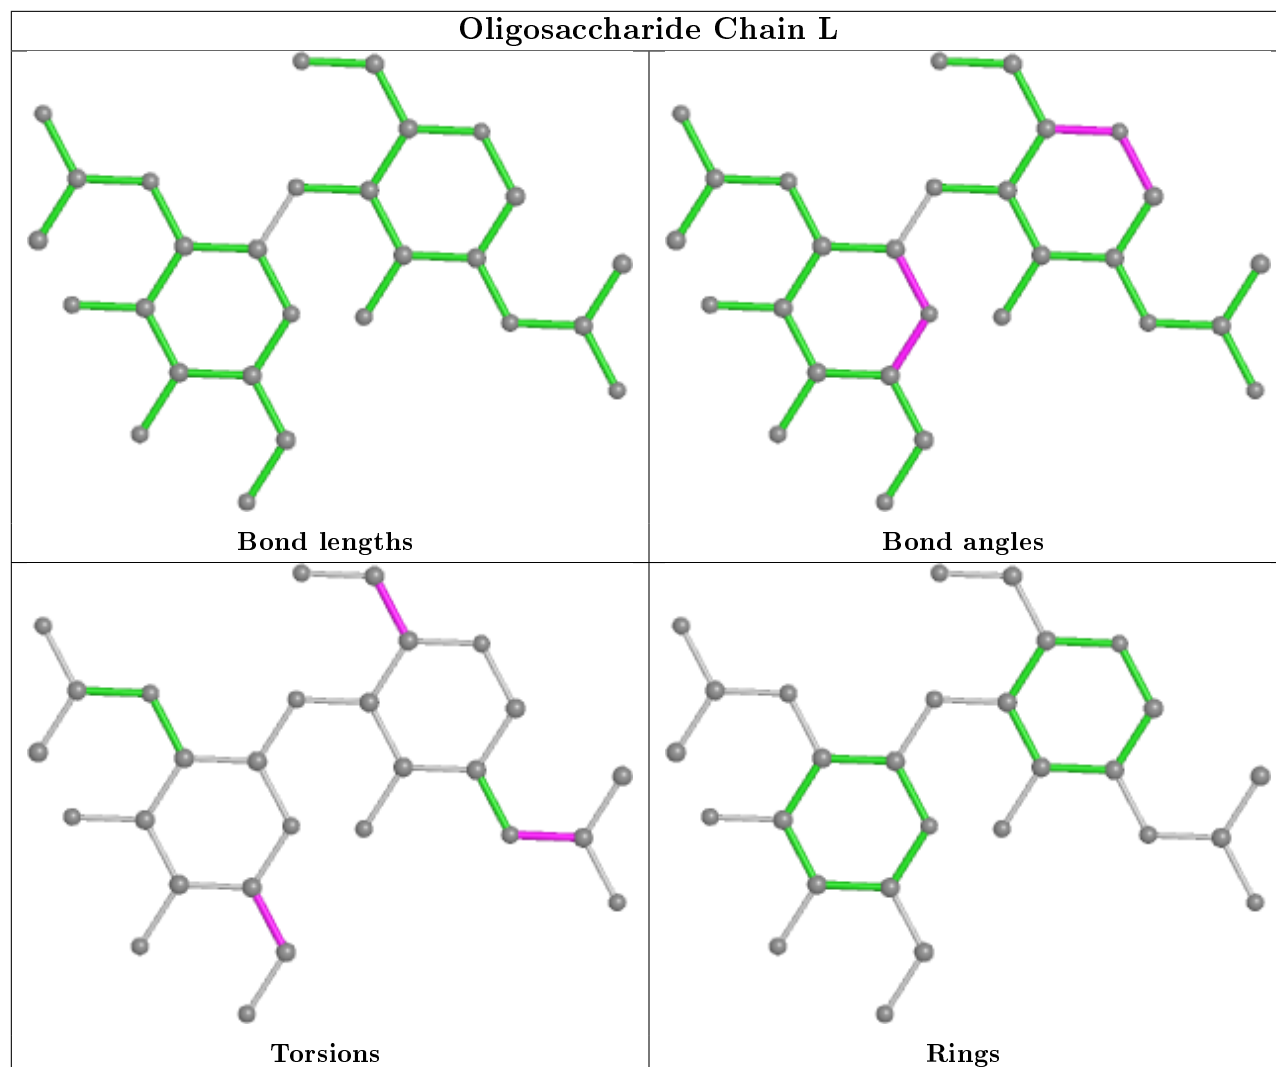 Oligosaccharide Chain L
Bond lengths
Bond angles
Torsions
Rings